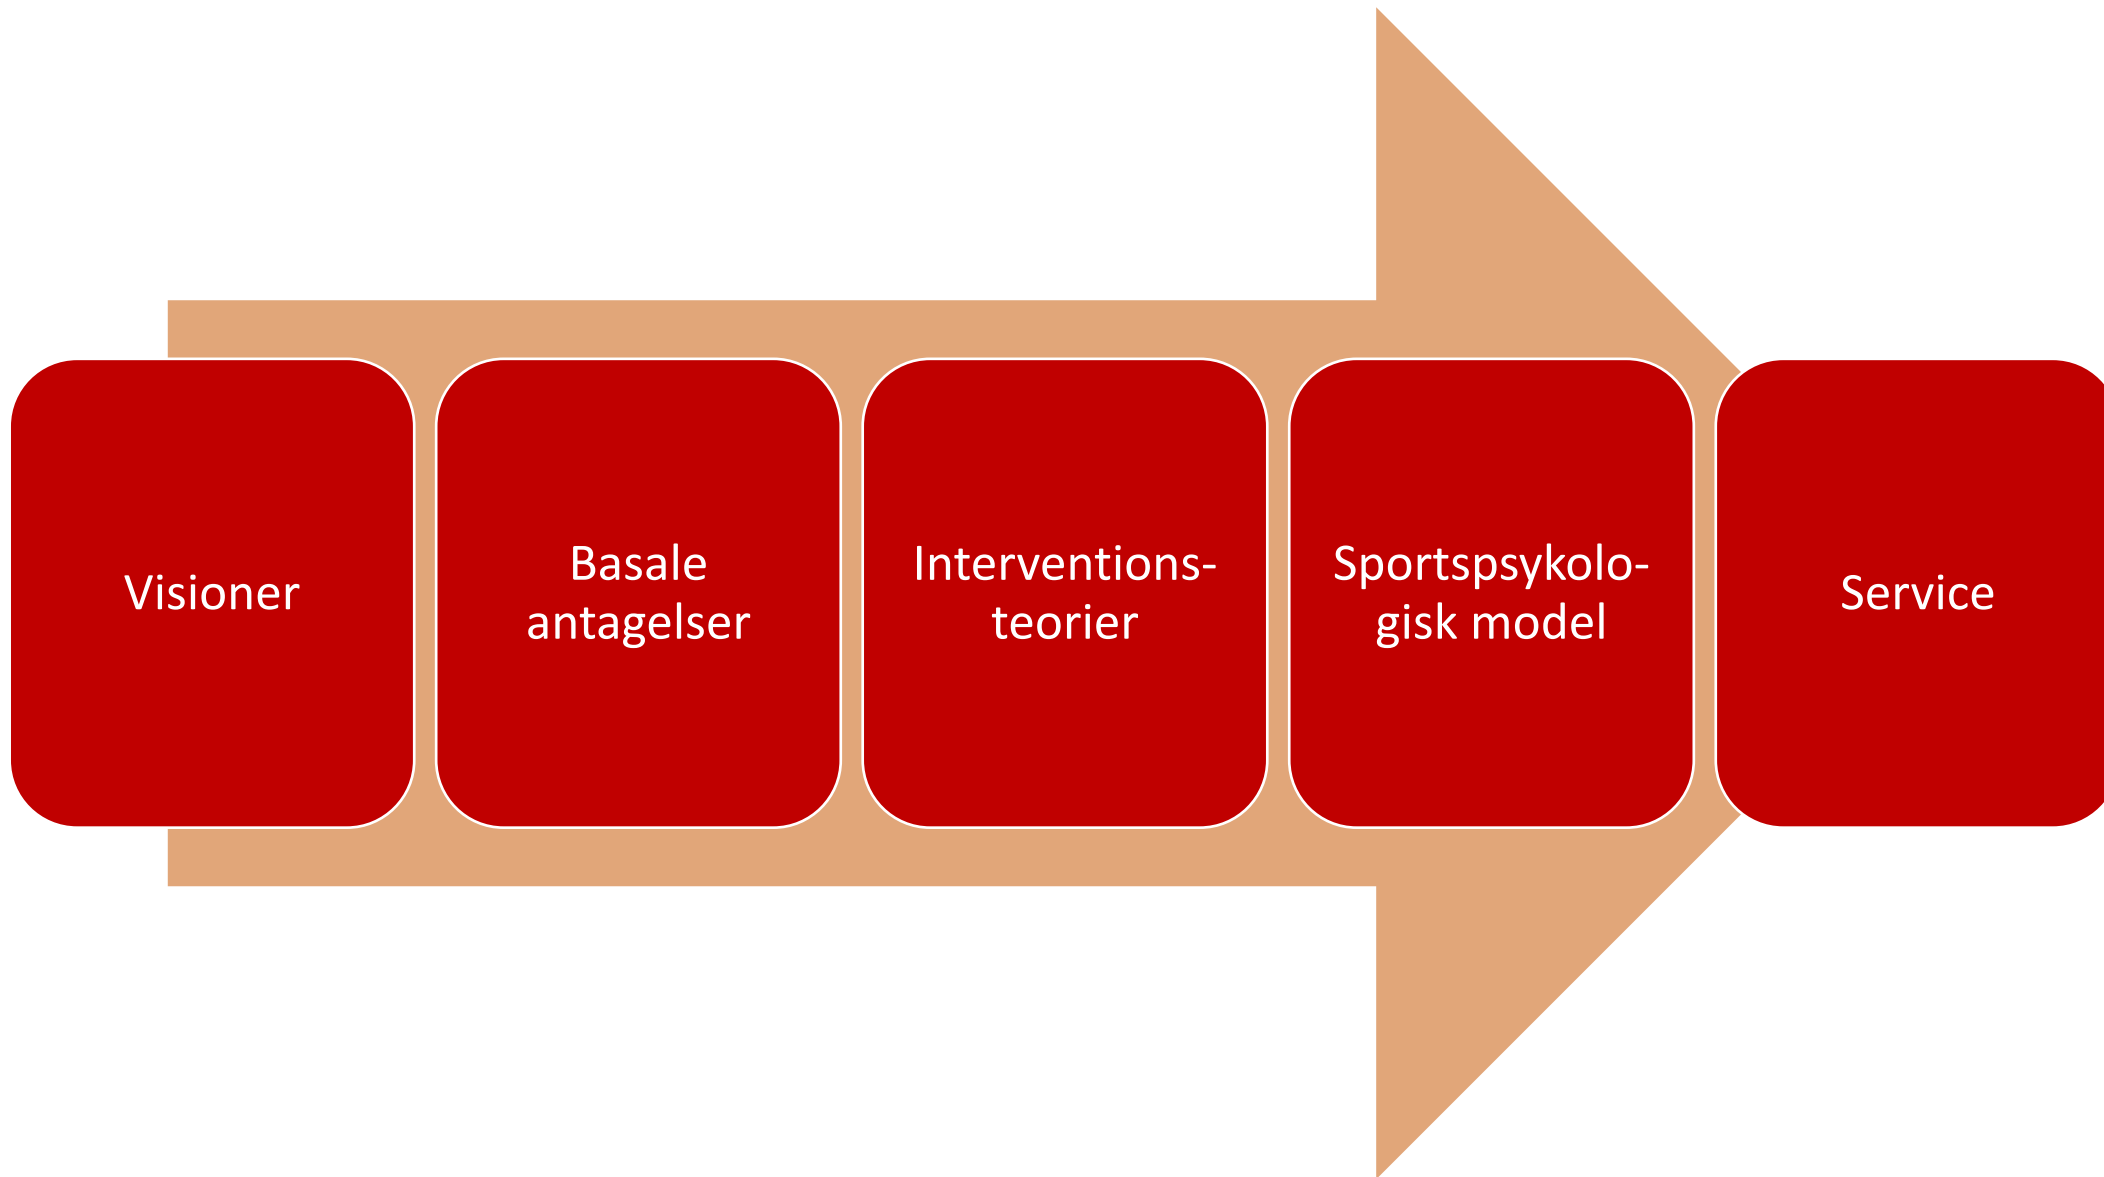 Visioner
Basale
antagelser
Interventions-
teorier
Sportspsykolo-
gisk model
Service